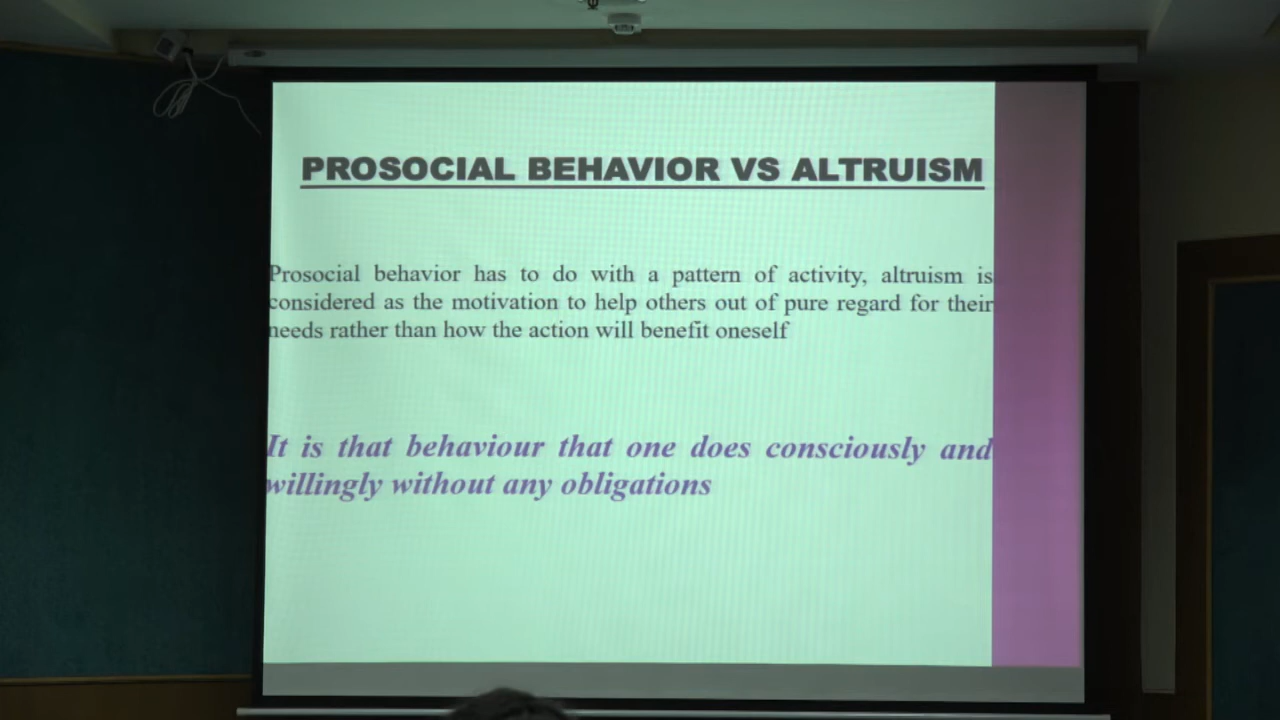 PROSOCIAL BEHAVIOR VS ALTRUISM
Prosocial behavior has to do with a pattern of activity, altruism is
considered as the motivation to help others out of pure regard for their
needs rather than how the action will benefit oneself
It is that behaviour that one does consciously and
willingly without any obligations